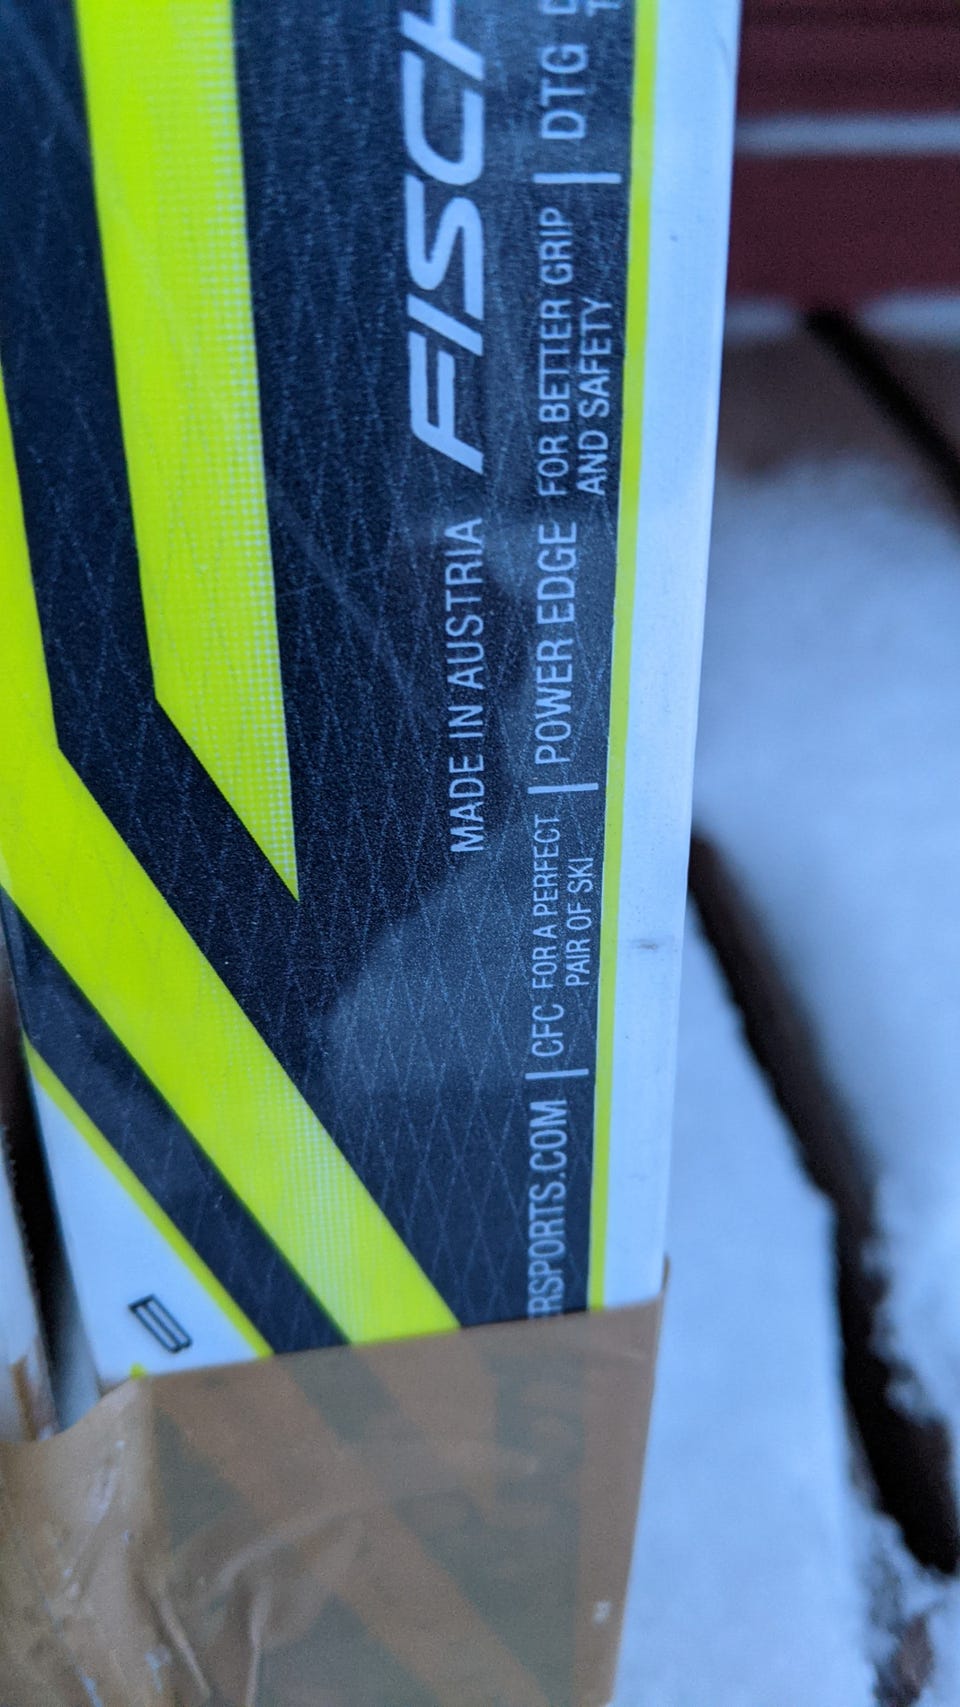 FISCH
MADE IN AUSTRIA
RSPORTS.COM | CFC FOR A PERFECT PAIR OF SKI | POWER EDGE FOR BETTER GRIP AND SAFETY | DTG